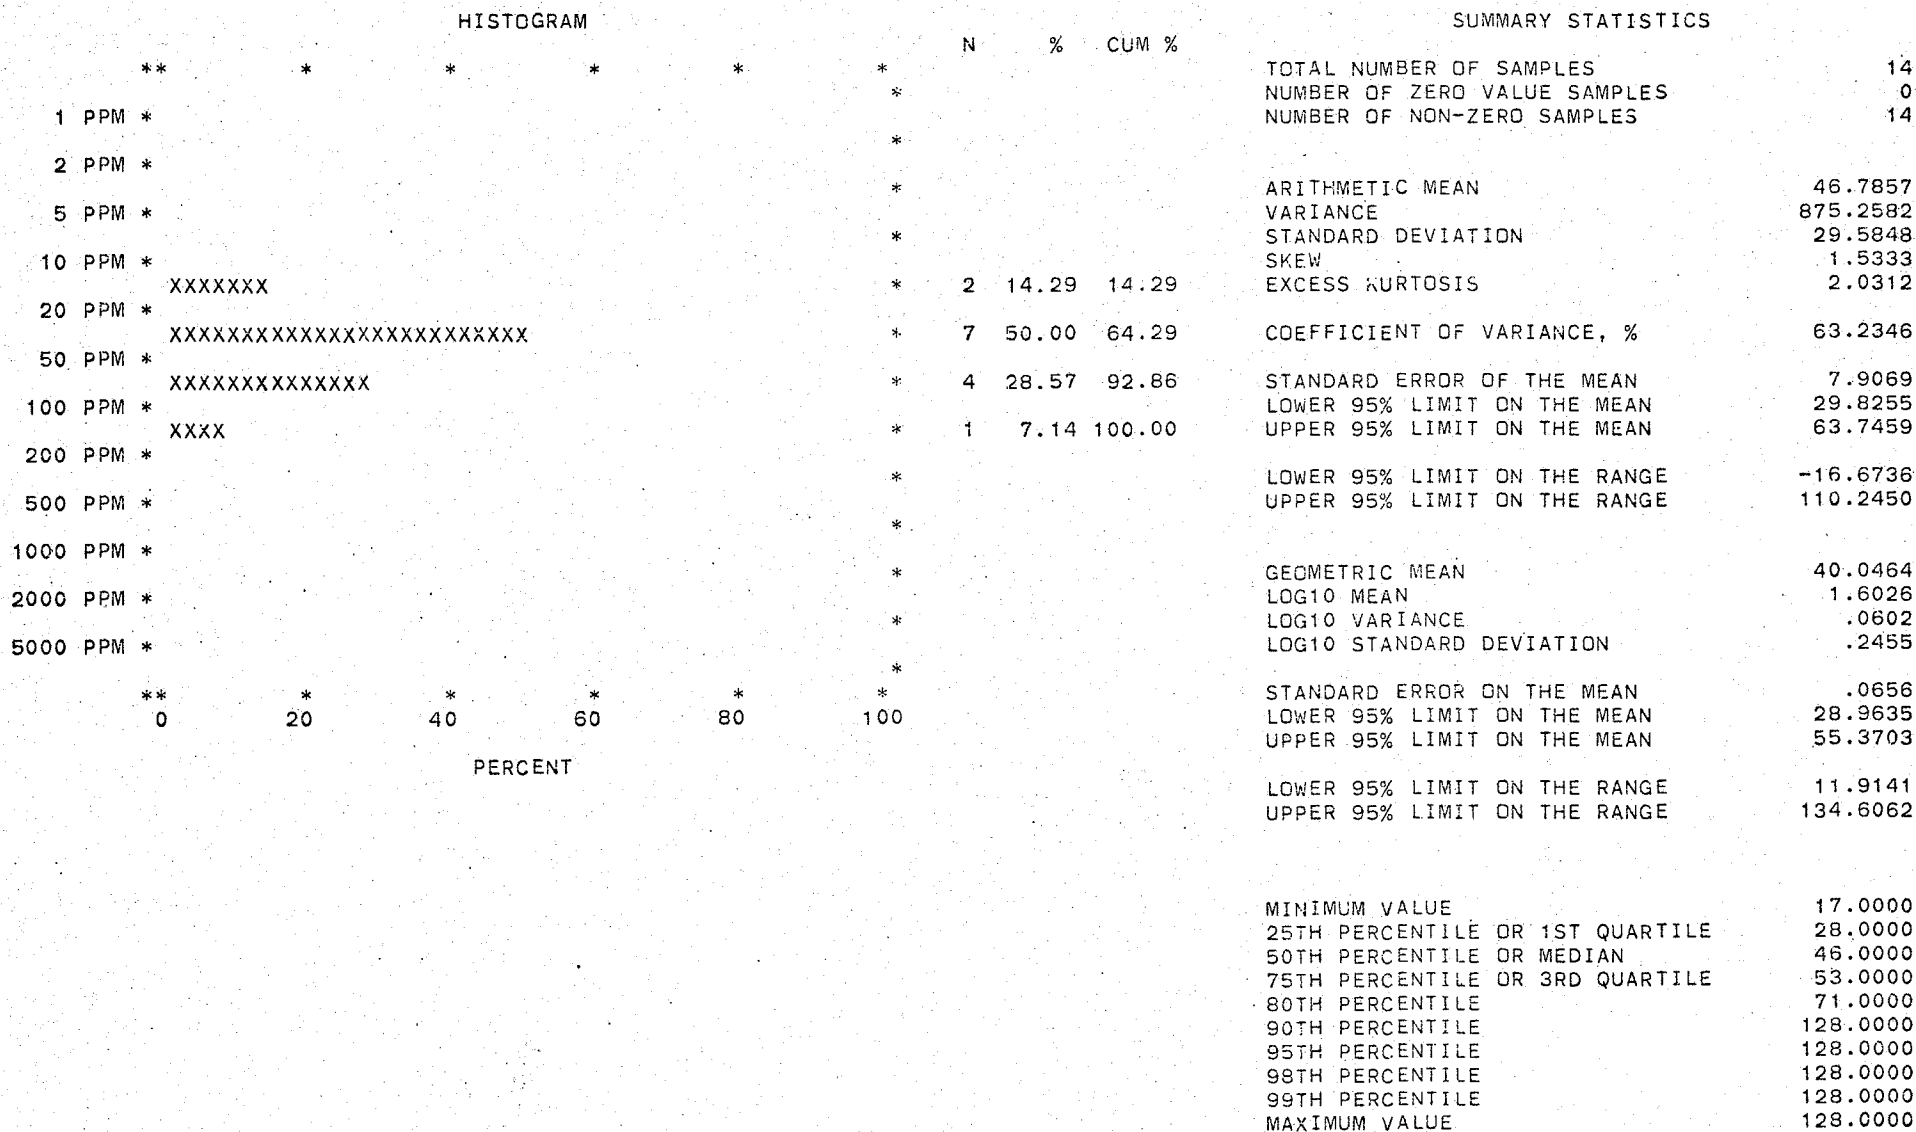 HISTOGRAM SUMMARY STATISTICS
N % CUM %
** * * * * * TOTAL NUMBER OF SAMPLES 14
* NUMBER OF ZERO VALUE SAMPLES 0
1 PPM * NUMBER OF NON-ZERO SAMPLES 14
*
2 PPM *
* ARITHMETIC MEAN 46.7857
5 PPM * VARIANCE 875.2582
* STANDARD DEVIATION 29.5848
10 PPM * SKEW 1.5333
XXXXXXX * 2 14.29 14.29 EXCESS KURTOSIS 2.0312
20 PPM *
XXXXXXXXXXXXXXXXXXXXXXXXX * 7 50.00 64.29 COEFFICIENT OF VARIANCE, % 63.2346
50 PPM *
XXXXXXXXXXXXXX * 4 28.57 92.86 STANDARD ERROR OF THE MEAN 7.9069
100 PPM * LOWER 95% LIMIT ON THE MEAN 29.8255
XXXX * 1 7.14 100.00 UPPER 95% LIMIT ON THE MEAN 63.7459
200 PPM *
* LOWER 95% LIMIT ON THE RANGE -16.6736
500 PPM * UPPER 95% LIMIT ON THE RANGE 110.2450
*
1000 PPM *
* GEOMETRIC MEAN 40.0464
2000 PPM * LOG10 MEAN 1.6026
* LOG10 VARIANCE .0602
5000 PPM * LOG10 STANDARD DEVIATION .2455
*
** * * * * * STANDARD ERROR ON THE MEAN .0656
0 20 40 60 80 100 LOWER 95% LIMIT ON THE MEAN 28.9635
UPPER 95% LIMIT ON THE MEAN 55.3703
PERCENT
LOWER 95% LIMIT ON THE RANGE 11.9141
UPPER 95% LIMIT ON THE RANGE 134.6062
MINIMUM VALUE 17.0000
25TH PERCENTILE OR 1ST QUARTILE 28.0000
50TH PERCENTILE OR MEDIAN 46.0000
75TH PERCENTILE OR 3RD QUARTILE 53.0000
80TH PERCENTILE 71.0000
90TH PERCENTILE 128.0000
95TH PERCENTILE 128.0000
98TH PERCENTILE 128.0000
99TH PERCENTILE 128.0000
MAXIMUM VALUE 128.0000